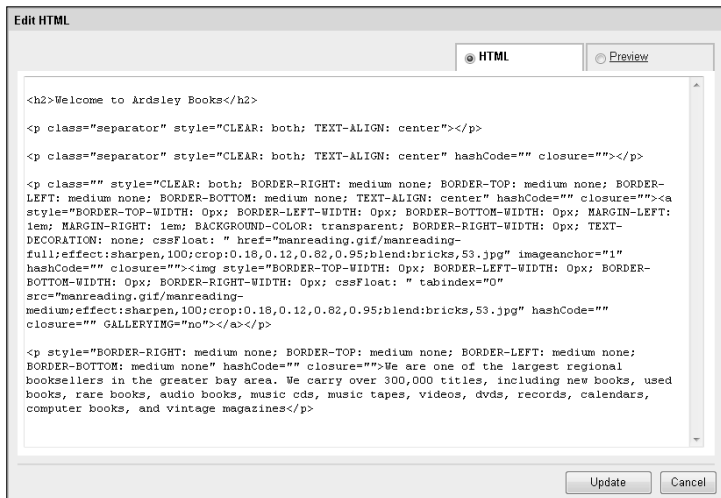 Edit HTML
HTML
Preview
<h2>Welcome to Ardsley Books</h2>
<p class="separator" style="CLEAR: both; TEXT-ALIGN: center"></p>
<p class="separator" style="CLEAR: both; TEXT-ALIGN: center" hashCode="" closure=""></p>
<p class="" style="CLEAR: both; BORDER-RIGHT: medium none; BORDER-TOP: medium none; BORDER-
LEFT: medium none; BORDER-BOTTOM: medium none; TEXT-ALIGN: center" hashCode="" closure=""><a
style="BORDER-TOP-WIDTH: 0px; BORDER-LEFT-WIDTH: 0px; BORDER-BOTTOM-WIDTH: 0px; MARGIN-LEFT:
1em; MARGIN-RIGHT: 1em; BACKGROUND-COLOR: transparent; BORDER-RIGHT-WIDTH: 0px; TEXT-
DECORATION: none; cssFloat: " href="manreading.gif/manreading-
full;effect:sharpen,100;crop:0.18,0.12,0.82,0.95;blend:bricks,53.jpg" imageanchor="1"
hashCode="" closure=""><img style="BORDER-TOP-WIDTH: 0px; BORDER-LEFT-WIDTH: 0px; BORDER-
BOTTOM-WIDTH: 0px; BORDER-RIGHT-WIDTH: 0px; cssFloat: " tabindex="0"
src="manreading.gif/manreading-
medium;effect:sharpen,100;crop:0.18,0.12,0.82,0.95;blend:bricks,53.jpg" hashCode=""
closure="" GALLERYIMG="no"></a></p>
<p style="BORDER-RIGHT: medium none; BORDER-TOP: medium none; BORDER-LEFT: medium none;
BORDER-BOTTOM: medium none" hashCode="" closure="">We are one of the largest regional
booksellers in the greater bay area. We carry over 300,000 titles, including new books, used
books, rare books, audio books, music cds, music tapes, videos, dvds, records, calendars,
computer books, and vintage magazines</p>
Update
Cancel